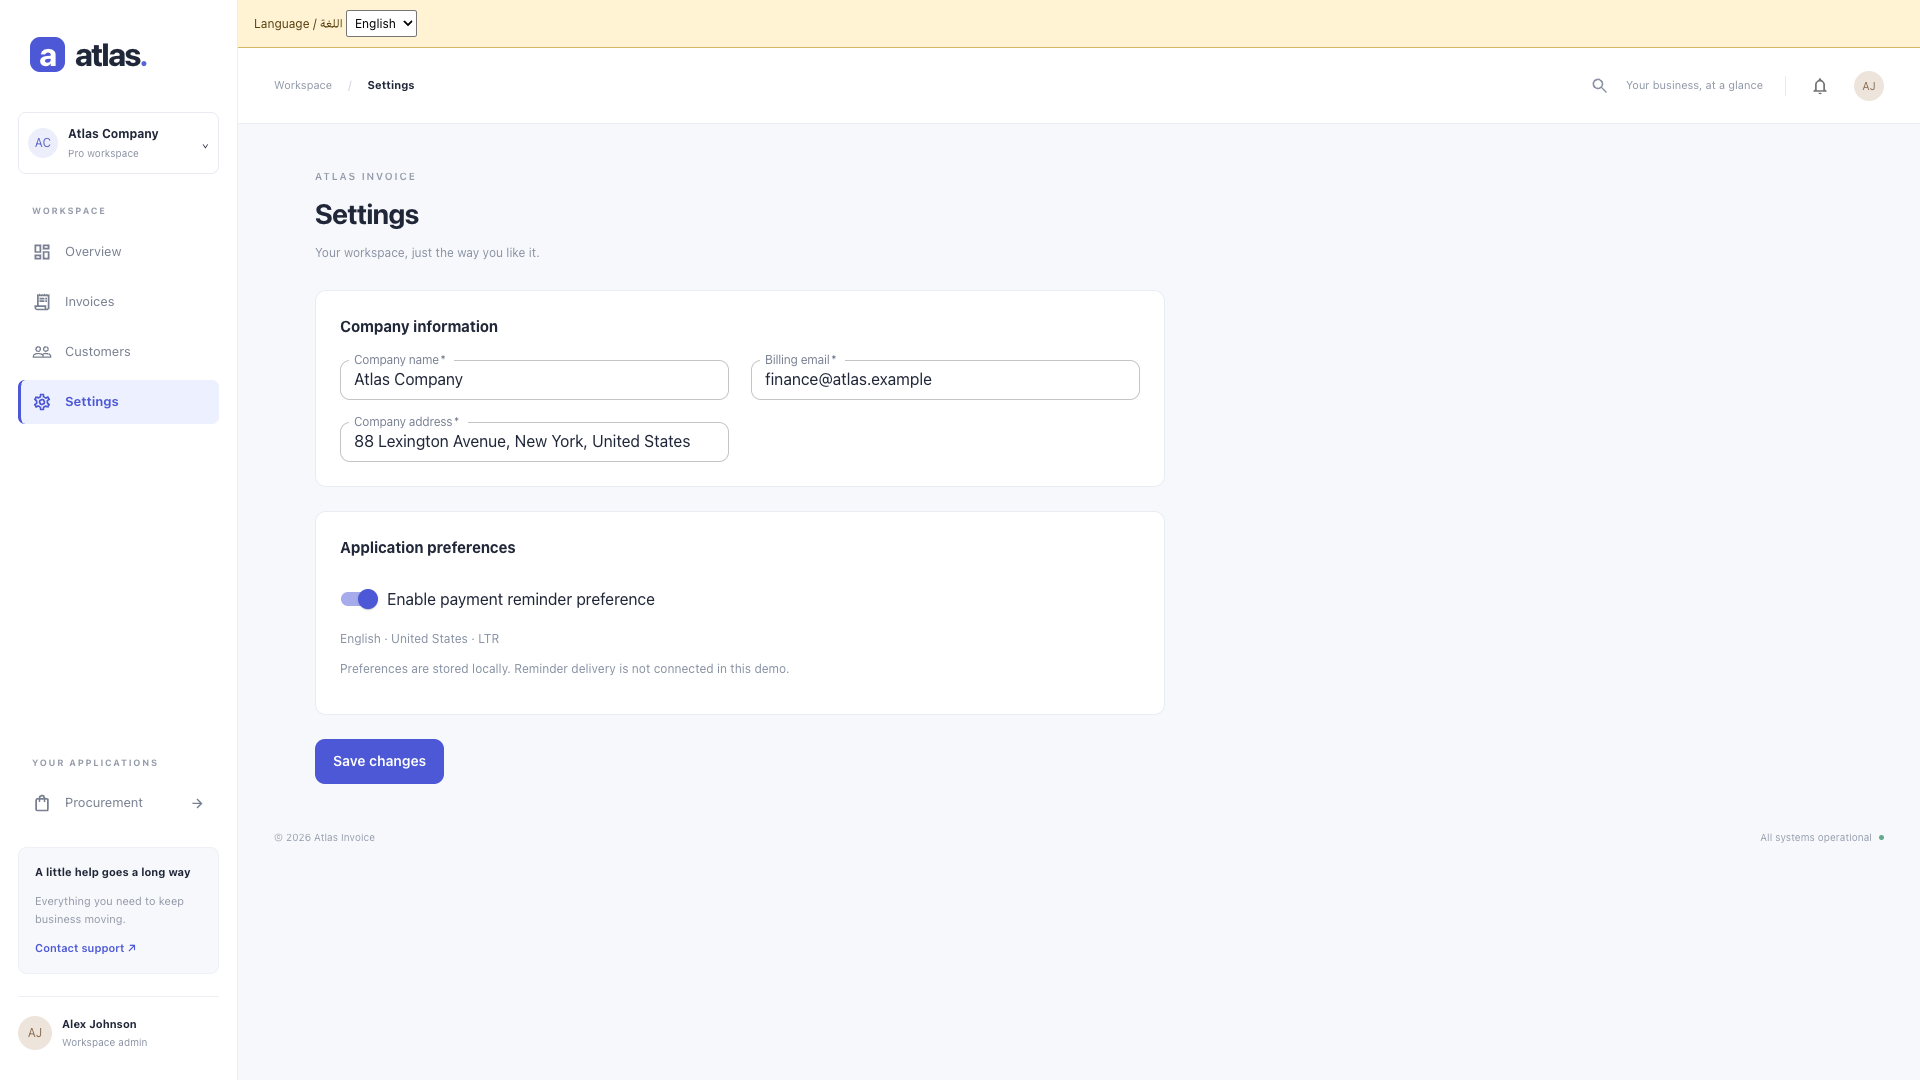 Language / اللغة English
a atlas.
Workspace / Settings
Your business, at a glance
AJ
AC
Atlas Company
Pro workspace
WORKSPACE
Overview
Invoices
Customers
Settings
ATLAS INVOICE
Settings
Your workspace, just the way you like it.
Company information
Company name *
Atlas Company
Billing email *
finance@atlas.example
Company address *
88 Lexington Avenue, New York, United States
Application preferences
Enable payment reminder preference
English · United States · LTR
Preferences are stored locally. Reminder delivery is not connected in this demo.
Save changes
YOUR APPLICATIONS
Procurement
© 2026 Atlas Invoice
All systems operational
A little help goes a long way
Everything you need to keep
business moving.
Contact support ↗
AJ
Alex Johnson
Workspace admin